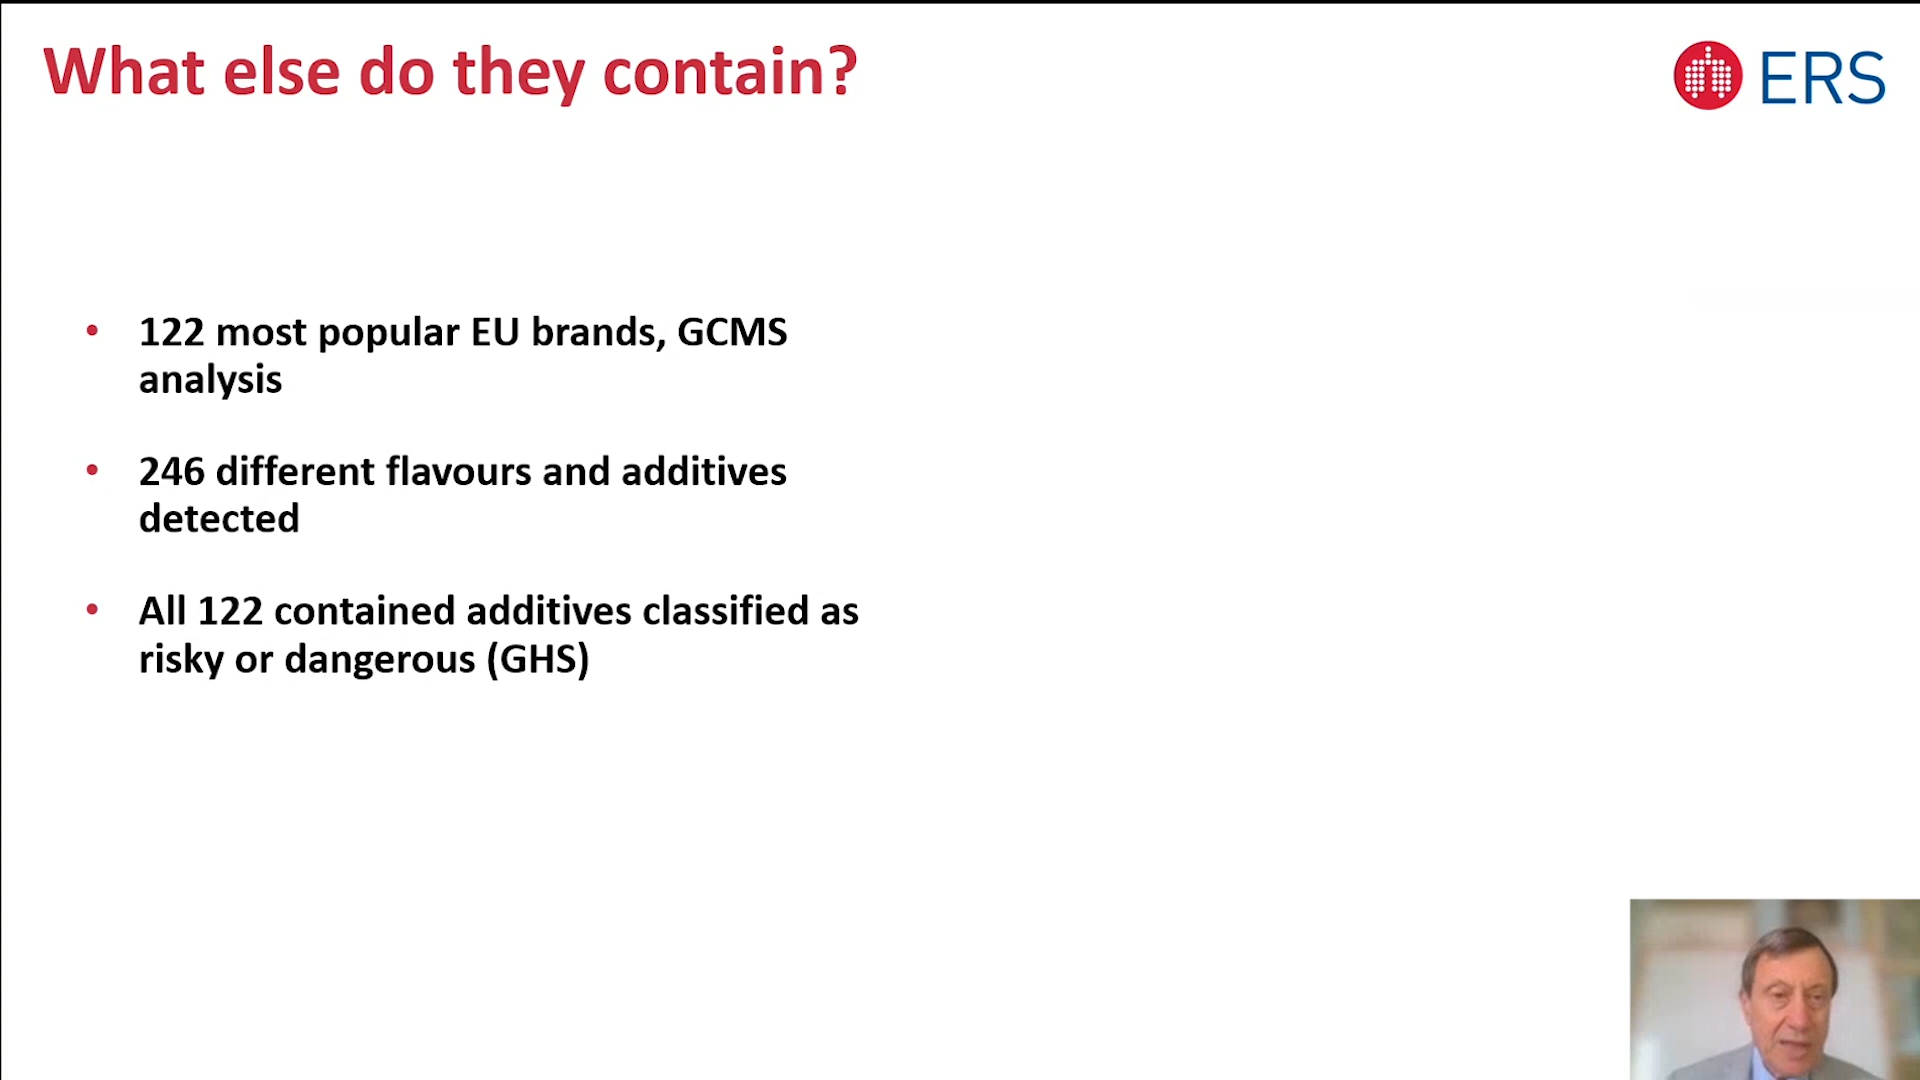 What else do they contain?
ERS
• 122 most popular EU brands, GCMS
analysis
• 246 different flavours and additives
detected
• All 122 contained additives classified as
risky or dangerous (GHS)